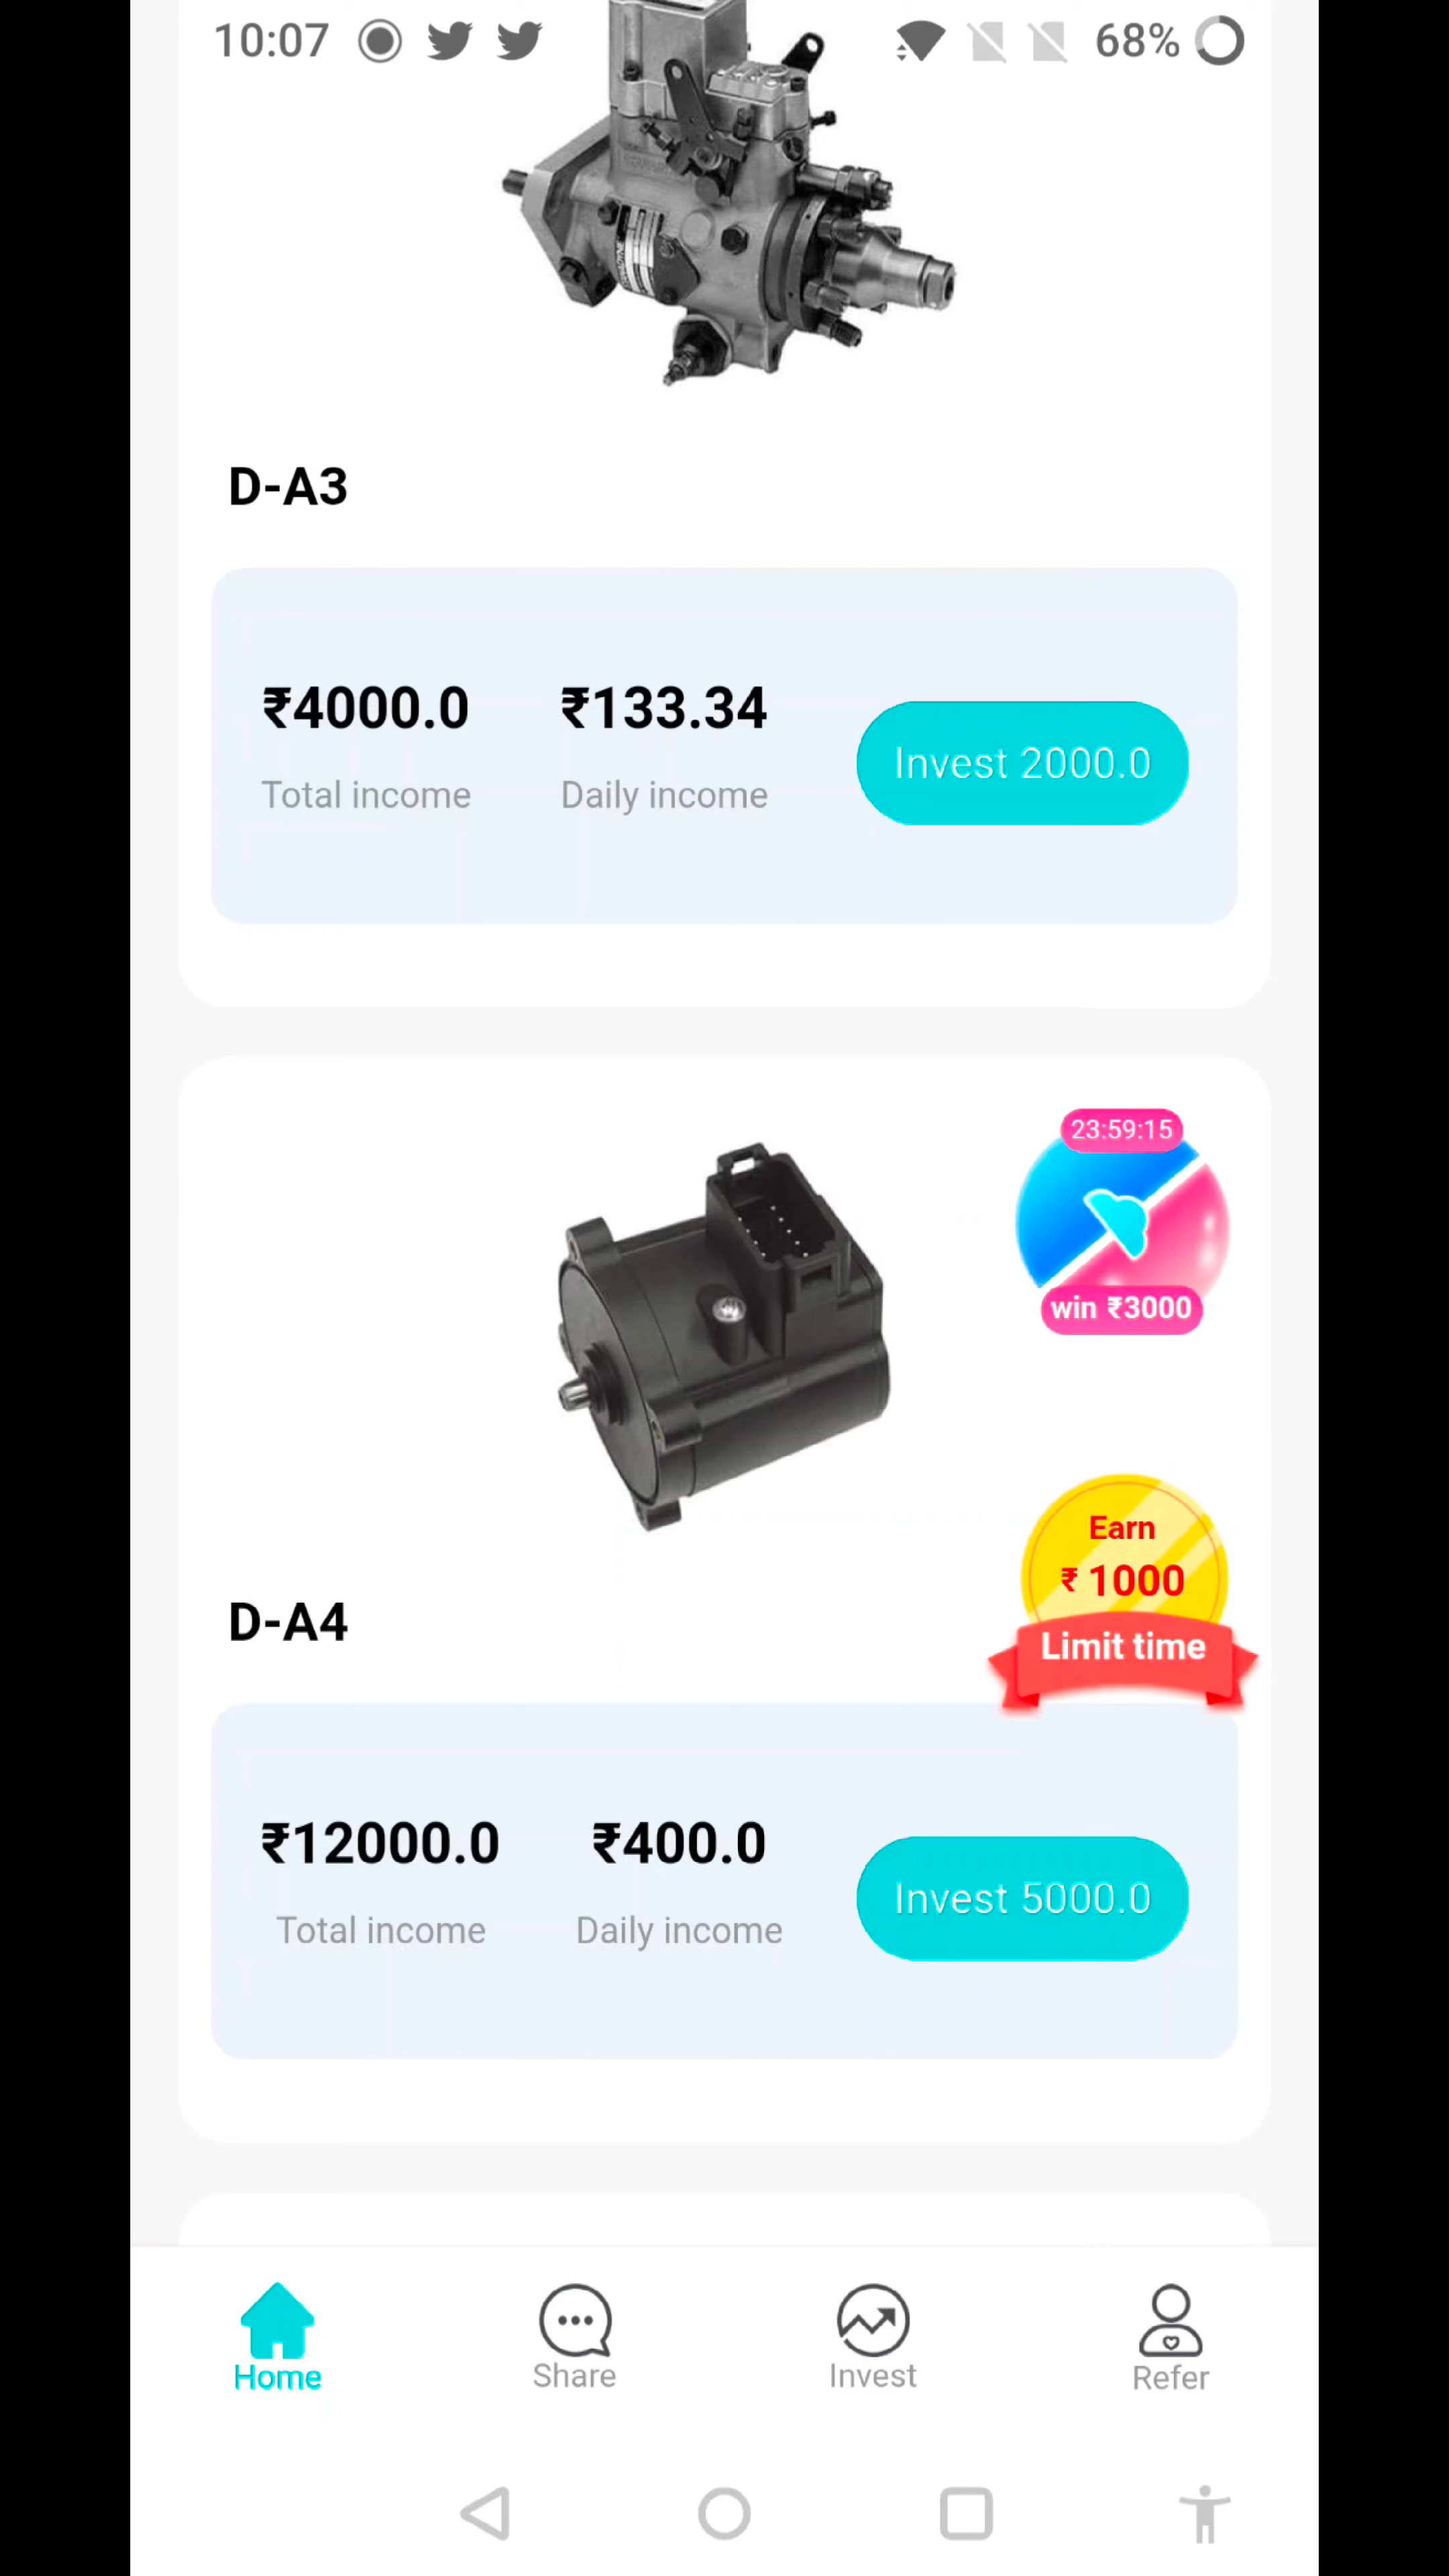 10:07
68%
D-A3
₹4000.0 ₹133.34
Total income Daily income
Invest 2000.0
23:59:15
win ₹3000
Earn
₹ 1000
Limit time
D-A4
₹12000.0 ₹400.0
Total income Daily income
Invest 5000.0
Home Share Invest Refer